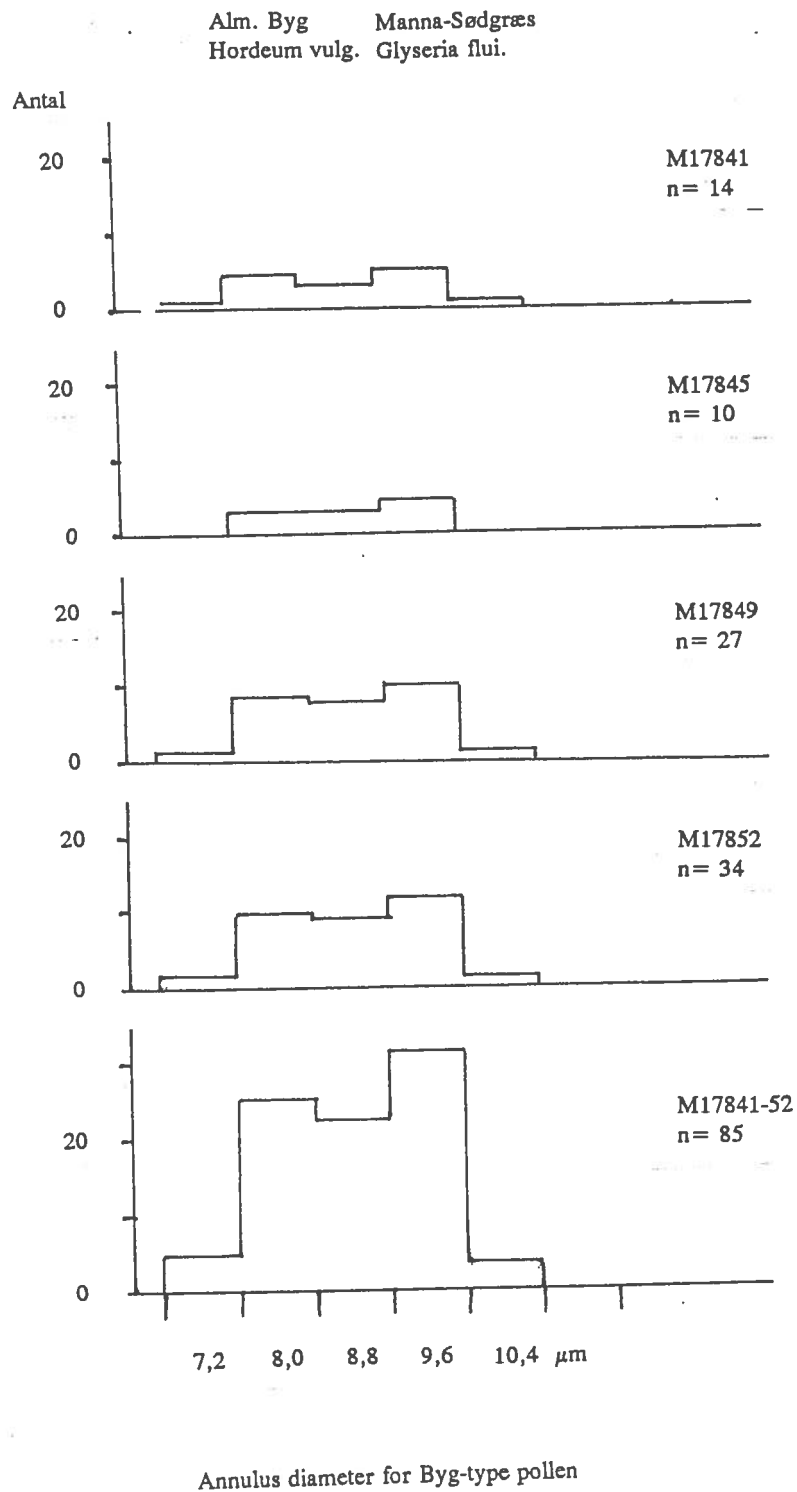 Alm. Byg Manna-Sødgræs
Hordeum vulg. Glyseria flui.
Antal
20
M17841
n= 14
0
20
M17845
n= 10
0
20
M17849
n= 27
0
20
M17852
n= 34
0
M17841-52
n= 85
20
0
7,2 8,0 8,8 9,6 10,4 µm
Annulus diameter for Byg-type pollen